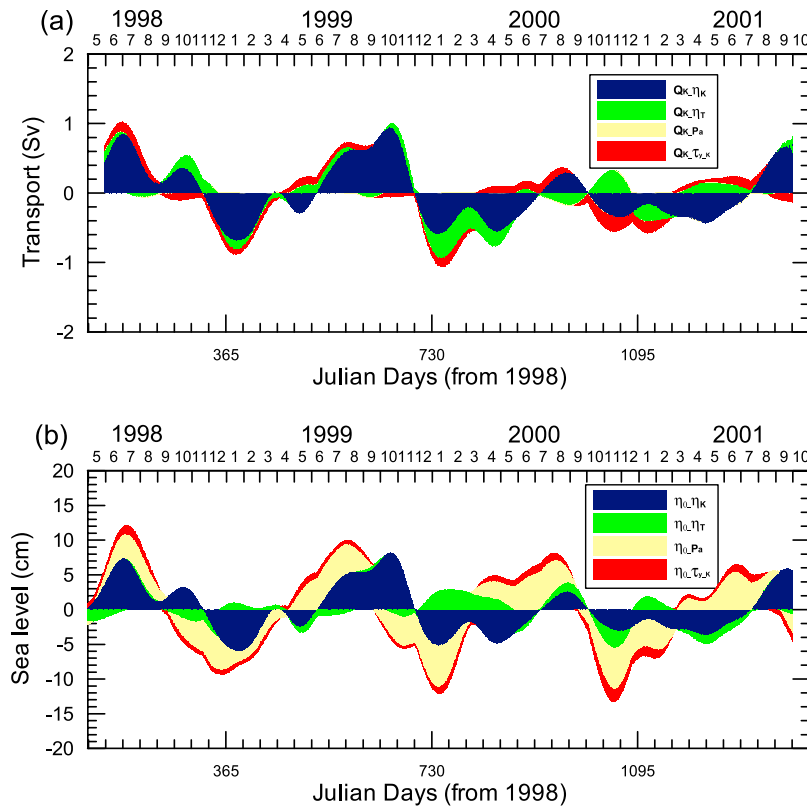 (a)
1998 1999 2000 2001
5 6 7 8 9 10 11 12 1 2 3 4 5 6 7 8 9 10 11 12 1 2 3 4 5 6 7 8 9 10 11 12 1 2 3 4 5 6 7 8 9 10
2
1
0
-1
-2
Transport (Sv)
QK_ηK
QK_ηT
QK_Pa
QK_τy_K
365 730 1095
Julian Days (from 1998)
(b)
1998 1999 2000 2001
5 6 7 8 9 10 11 12 1 2 3 4 5 6 7 8 9 10 11 12 1 2 3 4 5 6 7 8 9 10 11 12 1 2 3 4 5 6 7 8 9 10
20
15
10
5
0
-5
-10
-15
-20
Sea level (cm)
η0_ηK
η0_ηT
η0_Pa
η0_τy_K
365 730 1095
Julian Days (from 1998)